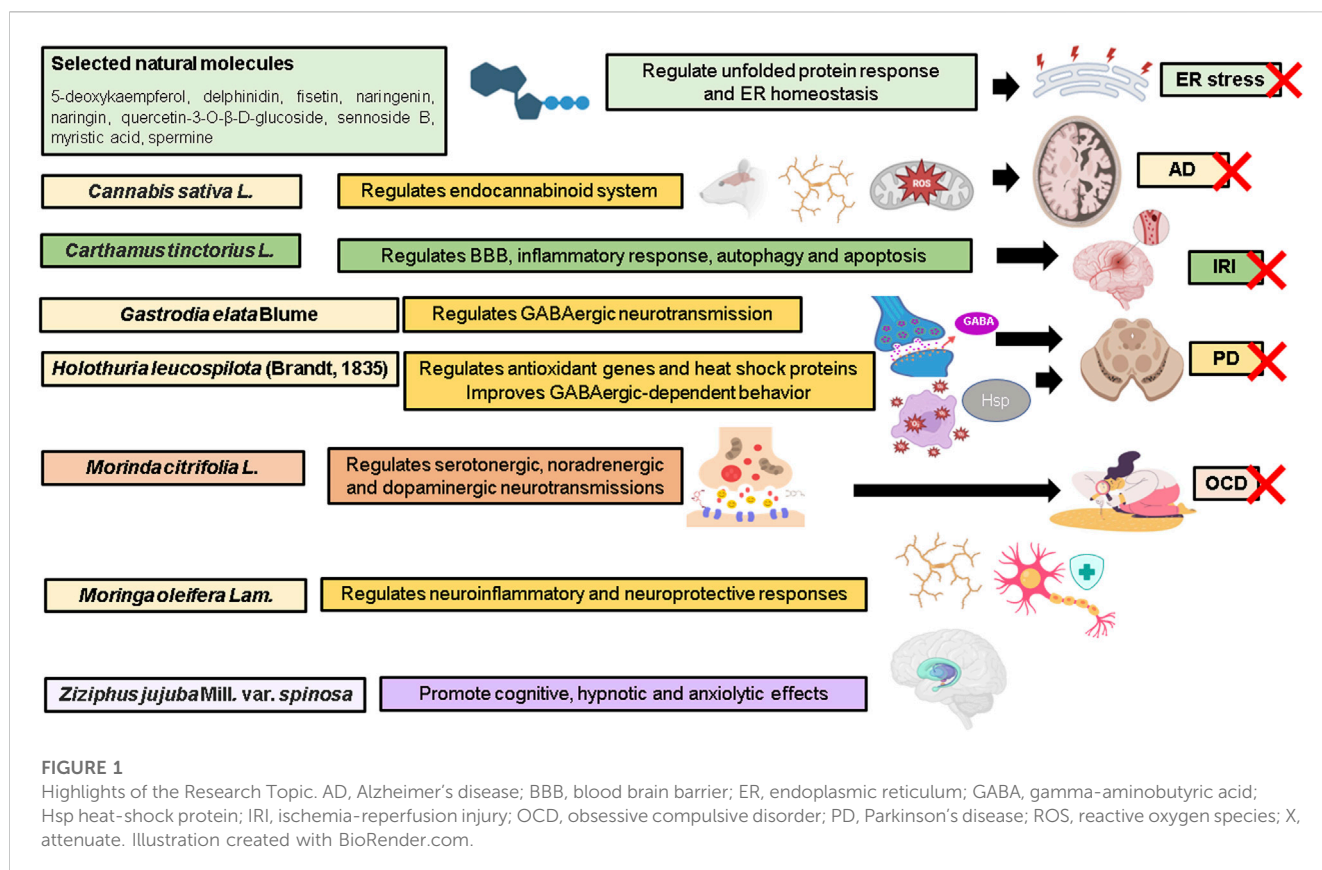 Selected natural molecules
5-deoxykaempferol, delphinidin, fisetin, naringenin,
naringin, quercetin-3-O-β-D-glucoside, sennoside B,
myristic acid, spermine
Regulate unfolded protein response
and ER homeostasis
ER stress
Cannabis sativa L.
Regulates endocannabinoid system
ROS
AD
Carthamus tinctorius L.
Regulates BBB, inflammatory response, autophagy and apoptosis
IRI
Gastrodia elata Blume
Regulates GABAergic neurotransmission
GABA
Holothuria leucospilota (Brandt, 1835)
Regulates antioxidant genes and heat shock proteins
Improves GABAergic-dependent behavior
Hsp
PD
Morinda citrifolia L.
Regulates serotonergic, noradrenergic
and dopaminergic neurotransmissions
OCD
Moringa oleifera Lam.
Regulates neuroinflammatory and neuroprotective responses
Ziziphus jujuba Mill. var. spinosa
Promote cognitive, hypnotic and anxiolytic effects
FIGURE 1
Highlights of the Research Topic. AD, Alzheimer's disease; BBB, blood brain barrier; ER, endoplasmic reticulum; GABA, gamma-aminobutyric acid;
Hsp heat-shock protein; IRI, ischemia-reperfusion injury; OCD, obsessive compulsive disorder; PD, Parkinson's disease; ROS, reactive oxygen species; X,
attenuate. Illustration created with BioRender.com.